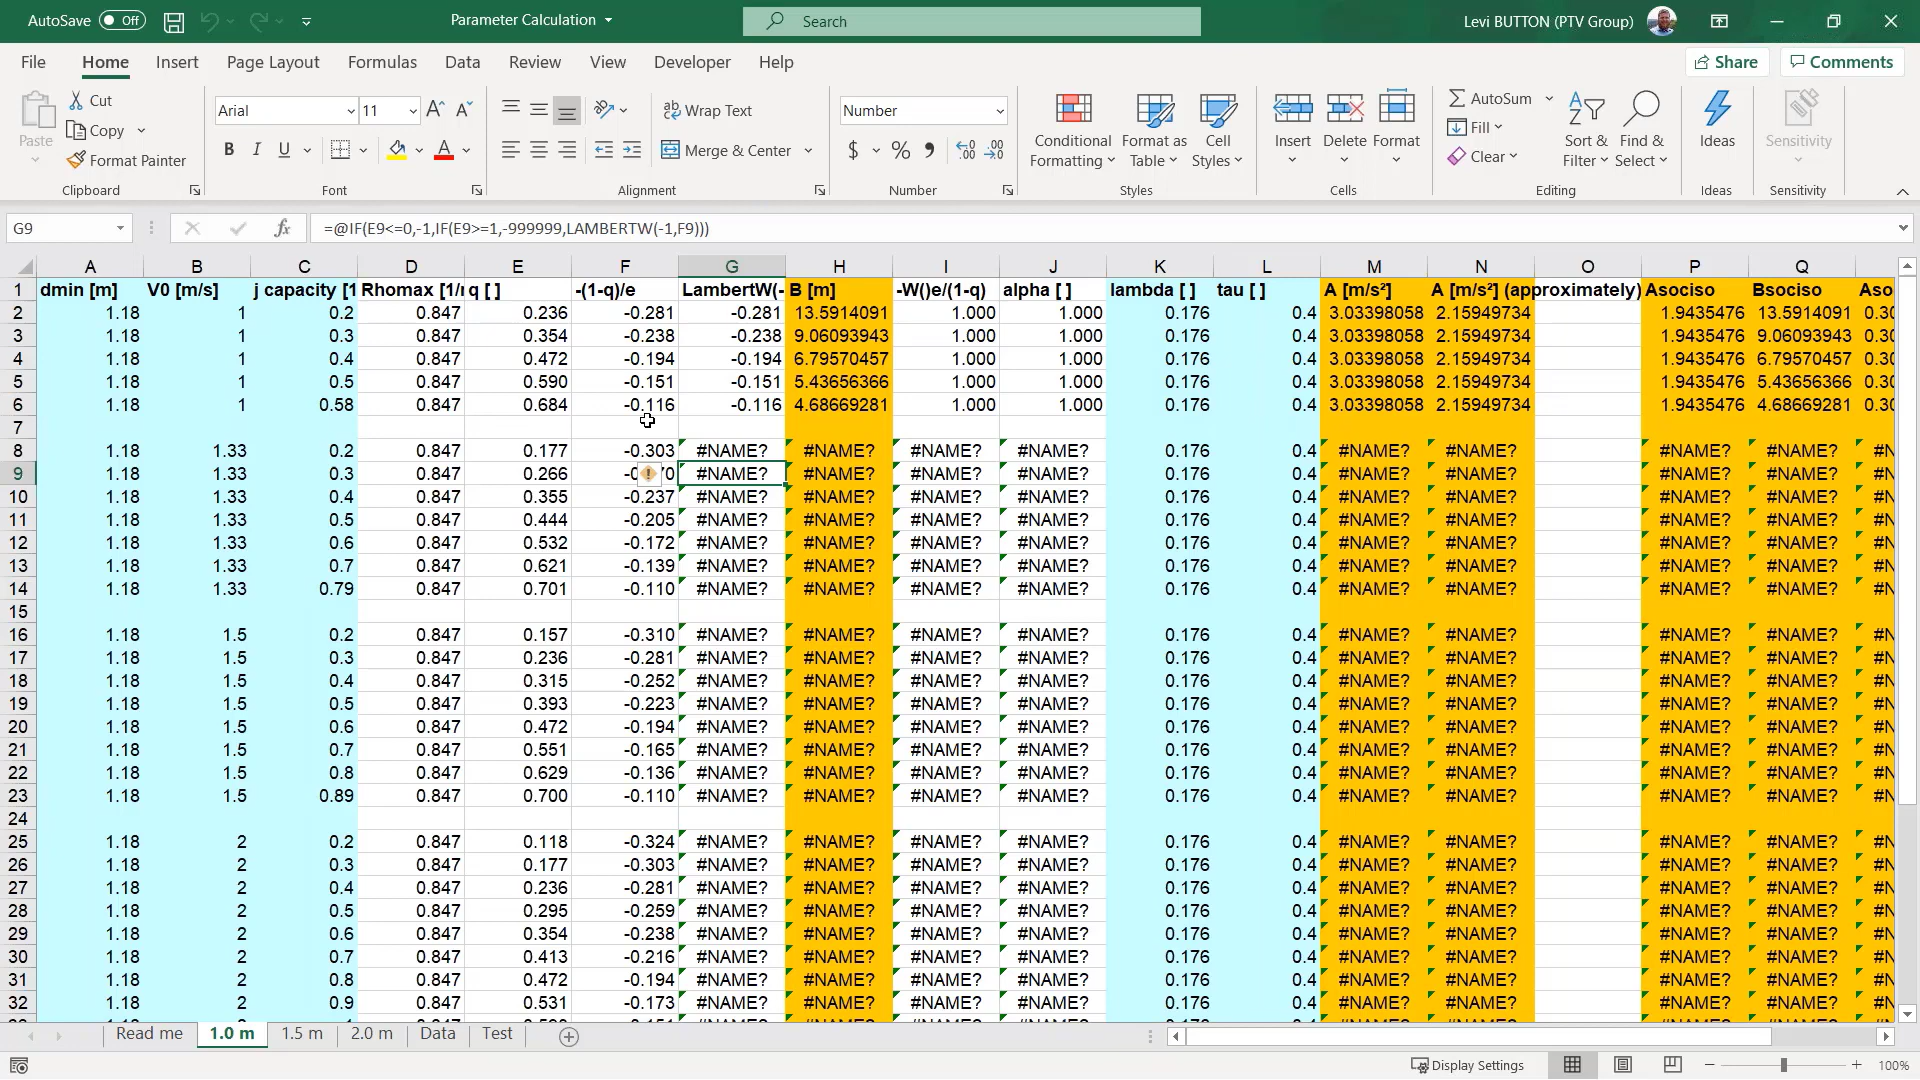 AutoSave Off Parameter Calculation Search Levi BUTTON (PTV Group)
File Home Insert Page Layout Formulas Data Review View Developer Help Share Comments
Paste Cut Copy Format Painter Clipboard
Arial 11 B I U A Font
Wrap Text Merge & Center Alignment
Number $ % Number
Conditional Formatting Format as Table Cell Styles Styles
Insert Delete Format Cells
AutoSum Fill Clear Sort & Filter Find & Select Editing
Ideas Ideas
Sensitivity Sensitivity
G9 fx =@IF(E9<=0,-1,IF(E9>=1,-999999,LAMBERTW(-1,F9)))
A B C D E F G H I J K L M N O P Q
1 dmin [m] V0 [m/s] j capacity [1 Rhomax [1/r q [ ] -(1-q)/e LambertW(- B [m] -W()e/(1-q) alpha [ ] lambda [ ] tau [ ] A [m/s²] A [m/s²] (approximately) Asociso Bsociso Aso
2 1.18 1 0.2 0.847 0.236 -0.281 -0.281 13.5914091 1.000 1.000 0.176 0.4 3.03398058 2.15949734 1.9435476 13.5914091 0.30
3 1.18 1 0.3 0.847 0.354 -0.238 -0.238 9.06093943 1.000 1.000 0.176 0.4 3.03398058 2.15949734 1.9435476 9.06093943 0.30
4 1.18 1 0.4 0.847 0.472 -0.194 -0.194 6.79570457 1.000 1.000 0.176 0.4 3.03398058 2.15949734 1.9435476 6.79570457 0.30
5 1.18 1 0.5 0.847 0.590 -0.151 -0.151 5.43656366 1.000 1.000 0.176 0.4 3.03398058 2.15949734 1.9435476 5.43656366 0.30
6 1.18 1 0.58 0.847 0.684 -0.116 -0.116 4.68669281 1.000 1.000 0.176 0.4 3.03398058 2.15949734 1.9435476 4.68669281 0.30
7
8 1.18 1.33 0.2 0.847 0.177 -0.303 #NAME? #NAME? #NAME? #NAME? 0.176 0.4 #NAME? #NAME? #NAME? #NAME? #N
9 1.18 1.33 0.3 0.847 0.266 #NAME? #NAME? #NAME? #NAME? 0.176 0.4 #NAME? #NAME? #NAME? #NAME? #N
10 1.18 1.33 0.4 0.847 0.355 -0.237 #NAME? #NAME? #NAME? #NAME? 0.176 0.4 #NAME? #NAME? #NAME? #NAME? #N
11 1.18 1.33 0.5 0.847 0.444 -0.205 #NAME? #NAME? #NAME? #NAME? 0.176 0.4 #NAME? #NAME? #NAME? #NAME? #N
12 1.18 1.33 0.6 0.847 0.532 -0.172 #NAME? #NAME? #NAME? #NAME? 0.176 0.4 #NAME? #NAME? #NAME? #NAME? #N
13 1.18 1.33 0.7 0.847 0.621 -0.139 #NAME? #NAME? #NAME? #NAME? 0.176 0.4 #NAME? #NAME? #NAME? #NAME? #N
14 1.18 1.33 0.79 0.847 0.701 -0.110 #NAME? #NAME? #NAME? #NAME? 0.176 0.4 #NAME? #NAME? #NAME? #NAME? #N
15
16 1.18 1.5 0.2 0.847 0.157 -0.310 #NAME? #NAME? #NAME? #NAME? 0.176 0.4 #NAME? #NAME? #NAME? #NAME? #N
17 1.18 1.5 0.3 0.847 0.236 -0.281 #NAME? #NAME? #NAME? #NAME? 0.176 0.4 #NAME? #NAME? #NAME? #NAME? #N
18 1.18 1.5 0.4 0.847 0.315 -0.252 #NAME? #NAME? #NAME? #NAME? 0.176 0.4 #NAME? #NAME? #NAME? #NAME? #N
19 1.18 1.5 0.5 0.847 0.393 -0.223 #NAME? #NAME? #NAME? #NAME? 0.176 0.4 #NAME? #NAME? #NAME? #NAME? #N
20 1.18 1.5 0.6 0.847 0.472 -0.194 #NAME? #NAME? #NAME? #NAME? 0.176 0.4 #NAME? #NAME? #NAME? #NAME? #N
21 1.18 1.5 0.7 0.847 0.551 -0.165 #NAME? #NAME? #NAME? #NAME? 0.176 0.4 #NAME? #NAME? #NAME? #NAME? #N
22 1.18 1.5 0.8 0.847 0.629 -0.136 #NAME? #NAME? #NAME? #NAME? 0.176 0.4 #NAME? #NAME? #NAME? #NAME? #N
23 1.18 1.5 0.89 0.847 0.700 -0.110 #NAME? #NAME? #NAME? #NAME? 0.176 0.4 #NAME? #NAME? #NAME? #NAME? #N
24
25 1.18 2 0.2 0.847 0.118 -0.324 #NAME? #NAME? #NAME? #NAME? 0.176 0.4 #NAME? #NAME? #NAME? #NAME? #N
26 1.18 2 0.3 0.847 0.177 -0.303 #NAME? #NAME? #NAME? #NAME? 0.176 0.4 #NAME? #NAME? #NAME? #NAME? #N
27 1.18 2 0.4 0.847 0.236 -0.281 #NAME? #NAME? #NAME? #NAME? 0.176 0.4 #NAME? #NAME? #NAME? #NAME? #N
28 1.18 2 0.5 0.847 0.295 -0.259 #NAME? #NAME? #NAME? #NAME? 0.176 0.4 #NAME? #NAME? #NAME? #NAME? #N
29 1.18 2 0.6 0.847 0.354 -0.238 #NAME? #NAME? #NAME? #NAME? 0.176 0.4 #NAME? #NAME? #NAME? #NAME? #N
30 1.18 2 0.7 0.847 0.413 -0.216 #NAME? #NAME? #NAME? #NAME? 0.176 0.4 #NAME? #NAME? #NAME? #NAME? #N
31 1.18 2 0.8 0.847 0.472 -0.194 #NAME? #NAME? #NAME? #NAME? 0.176 0.4 #NAME? #NAME? #NAME? #NAME? #N
32 1.18 2 0.9 0.847 0.531 -0.173 #NAME? #NAME? #NAME? #NAME? 0.176 0.4 #NAME? #NAME? #NAME? #NAME? #N
Read me 1.0 m 1.5 m 2.0 m Data Test
Display Settings 100%